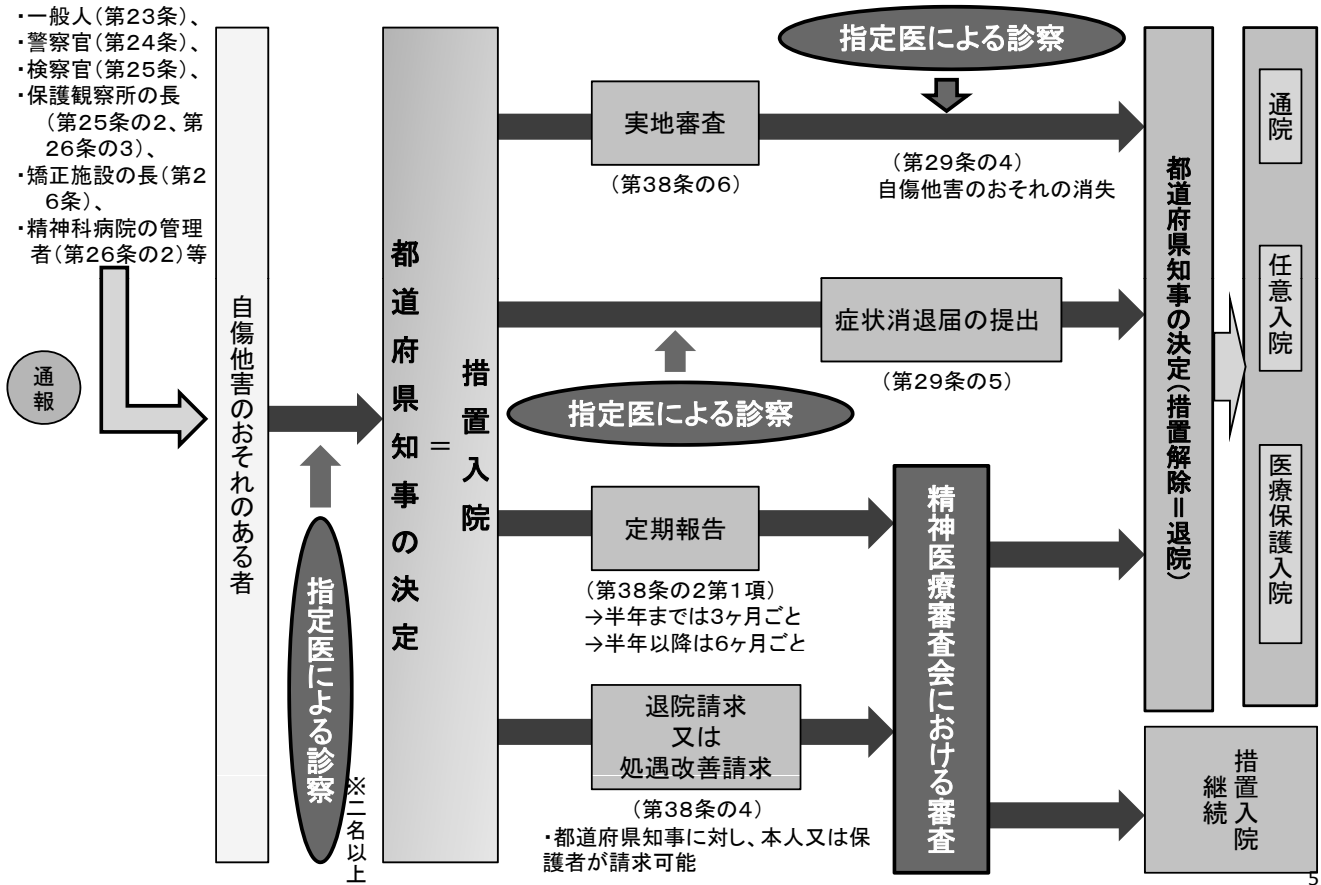 ・一般人(第23条)、
・警察官(第24条)、
・検察官(第25条)、
・保護観察所の長
(第25条の2、第
26条の3)、
・矯正施設の長(第2
6条)、
・精神科病院の管理
者(第26条の2)等
通報
自傷他害のおそれのある者
指定医による診察
※二名以上
都道府県知事の決定
=
措置入院
指定医による診察
実地審査
(第38条の6)
(第29条の4)
自傷他害のおそれの消失
症状消退届の提出
(第29条の5)
指定医による診察
定期報告
(第38条の2第1項)
→半年までは3ヶ月ごと
→半年以降は6ヶ月ごと
退院請求
又は
処遇改善請求
(第38条の4)
・都道府県知事に対し、本人又は保
護者が請求可能
精神医療審査会における審査
都道府県知事の決定(措置解除=退院)
通院
任意入院
医療保護入院
措置入院
継続
5